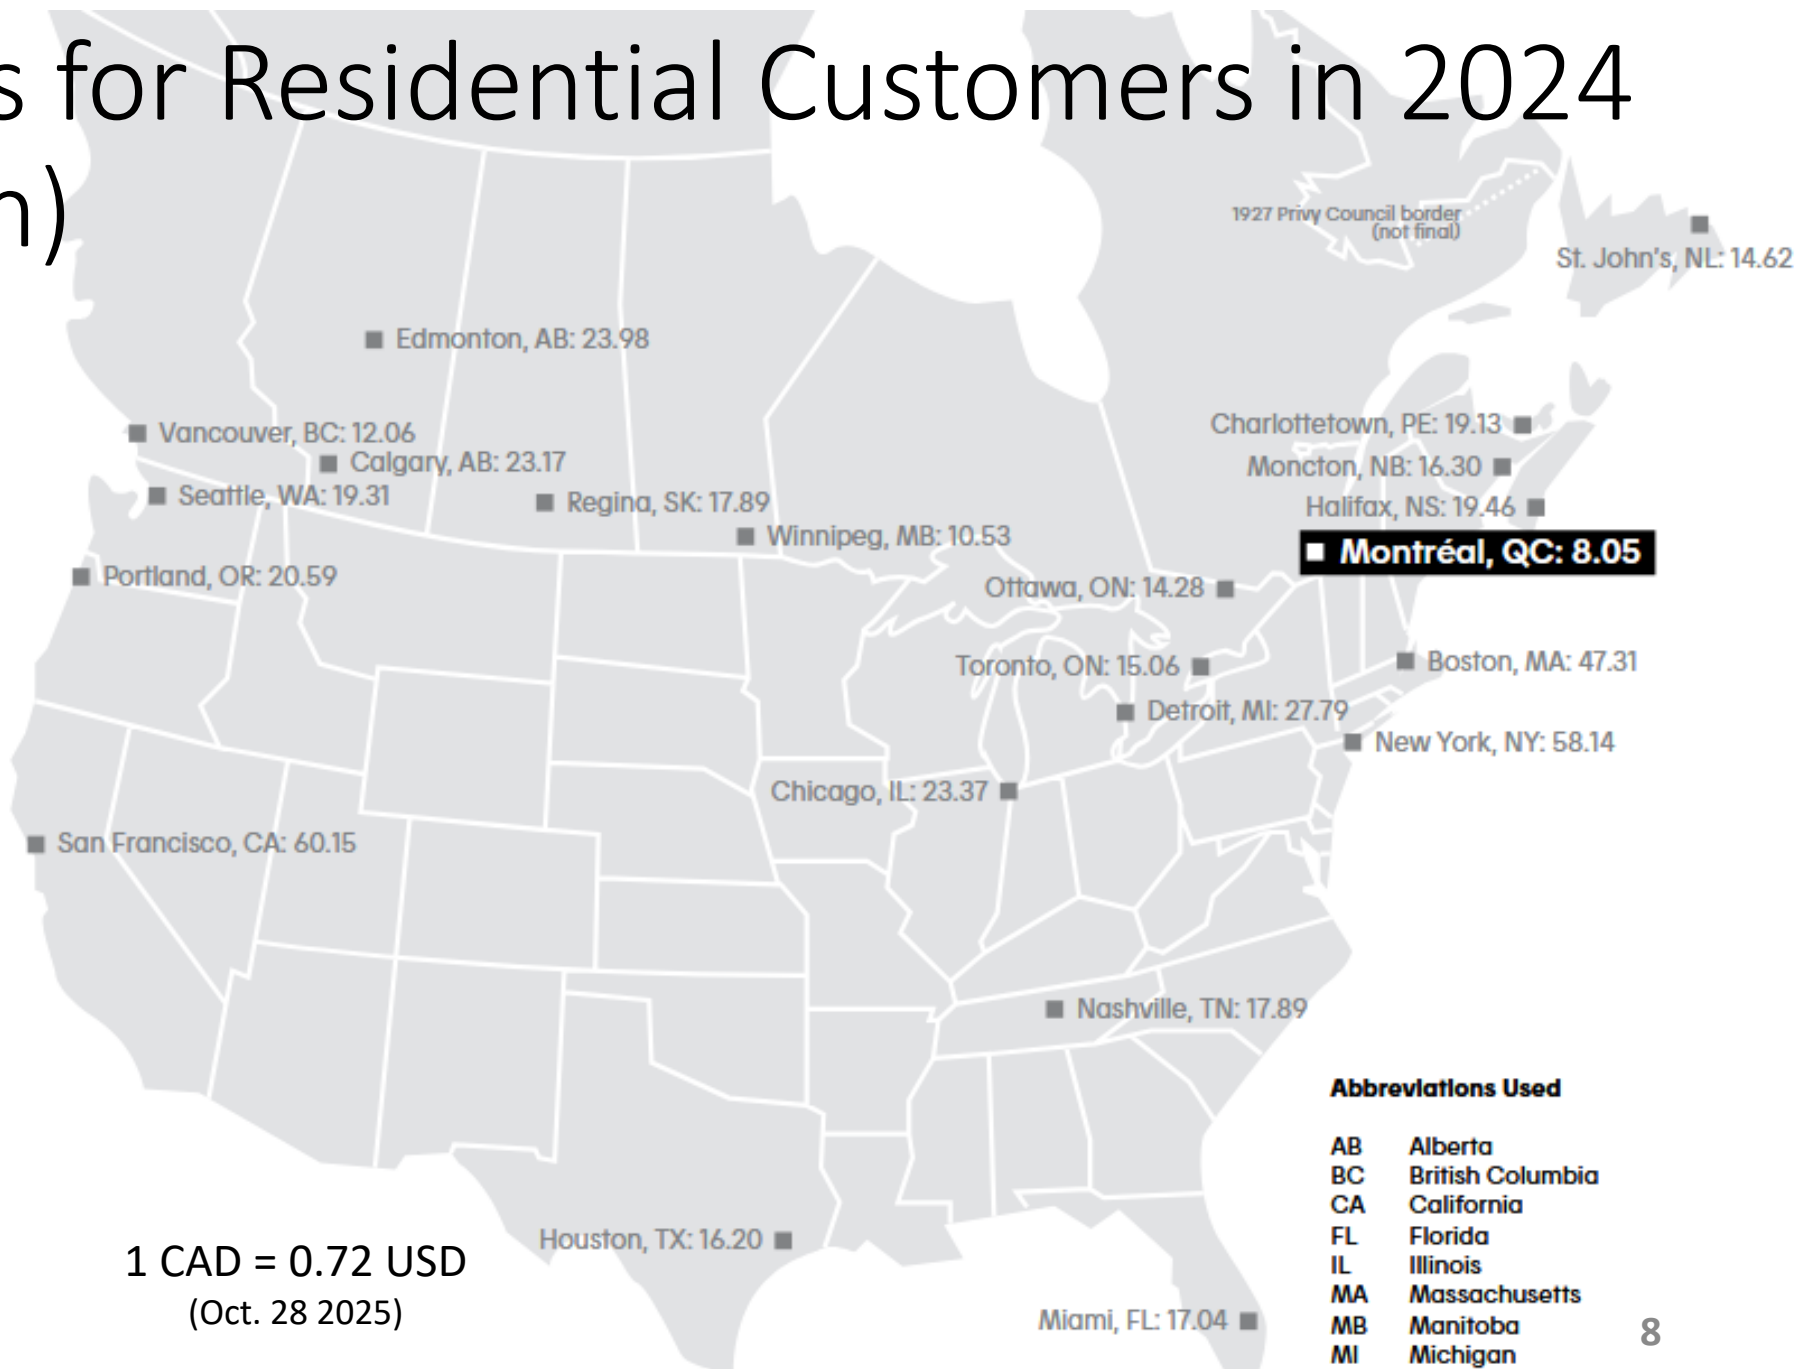 s for Residential Customers in 2024
n)
1927 Privy Council border
(not final)
St. John's, NL: 14.62
Edmonton, AB: 23.98
Vancouver, BC: 12.06
Calgary, AB: 23.17
Seattle, WA: 19.31
Regina, SK: 17.89
Winnipeg, MB: 10.53
Portland, OR: 20.59
Charlottetown, PE: 19.13
Moncton, NB: 16.30
Halifax, NS: 19.46
Montréal, QC: 8.05
Ottawa, ON: 14.28
Toronto, ON: 15.06
Boston, MA: 47.31
Detroit, MI: 27.79
New York, NY: 58.14
Chicago, IL: 23.37
San Francisco, CA: 60.15
Nashville, TN: 17.89
Houston, TX: 16.20
Miami, FL: 17.04
1 CAD = 0.72 USD
(Oct. 28 2025)
Abbreviations Used
AB Alberta
BC British Columbia
CA California
FL Florida
IL Illinois
MA Massachusetts
MB Manitoba
MI Michigan
8